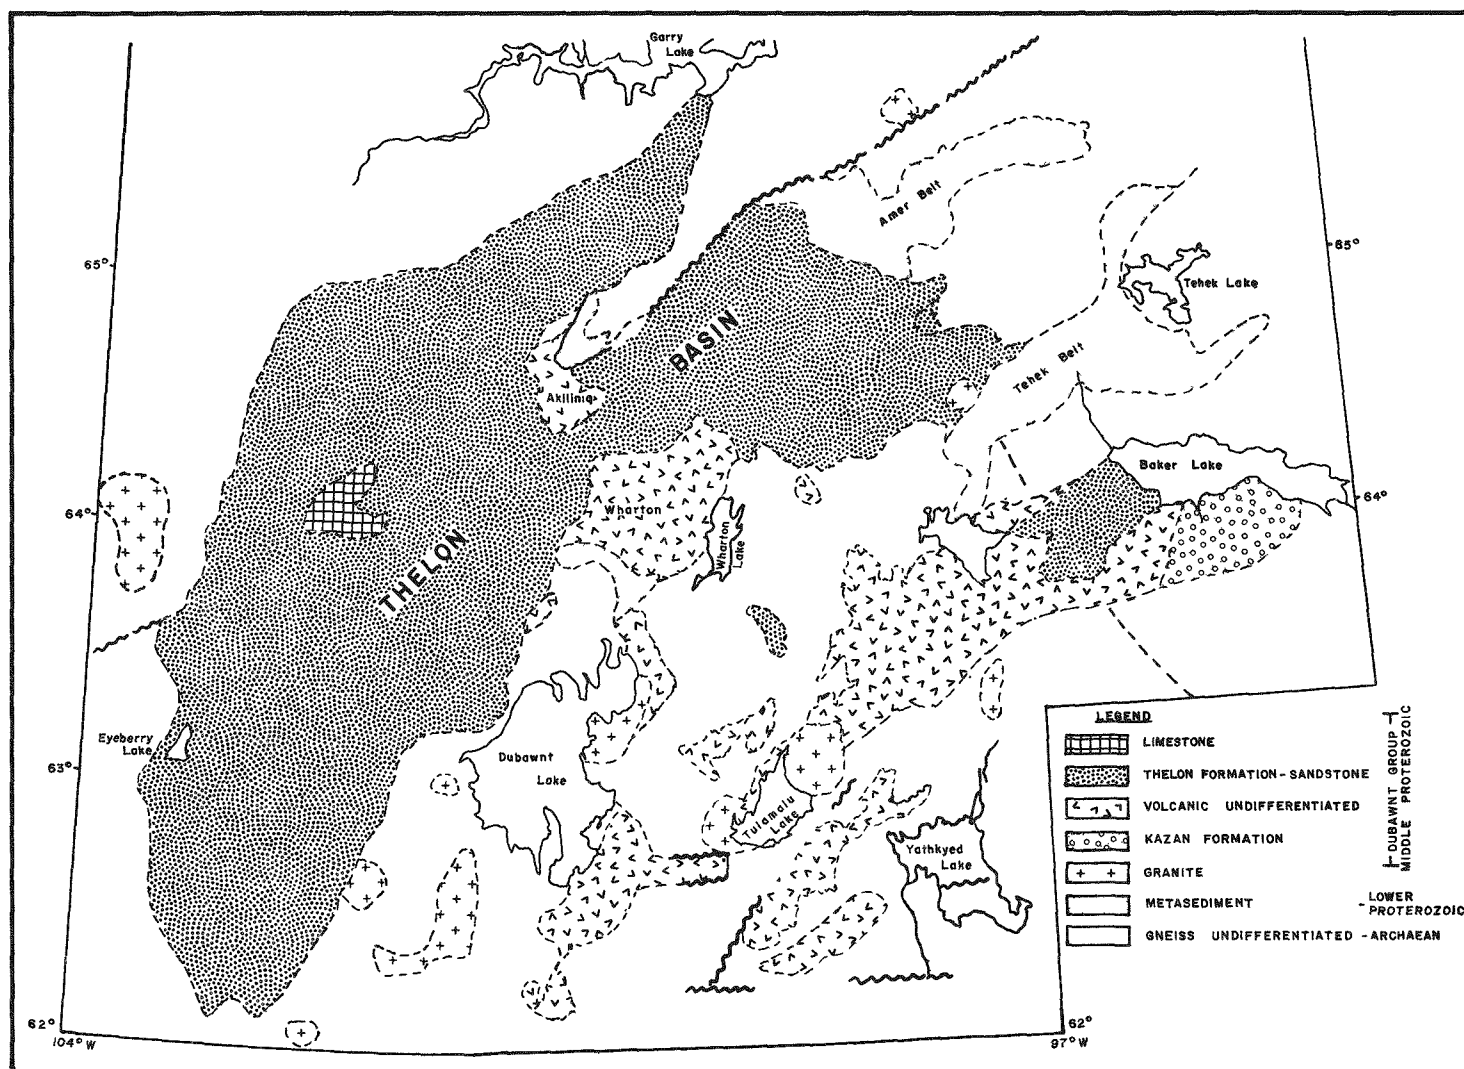 Garry
Lake
Amer Belt
65°
65°
Tehek Lake
BASIN
Tehek Belt
Akiliniq
Baker Lake
64°
64°
Wharton
Wharton
Lake
THELON
Eyeberry
Lake
63°
Dubawnt
Lake
Tulamalu
Lake
Yathkyed
Lake
LEGEND
LIMESTONE
THELON FORMATION - SANDSTONE
VOLCANIC UNDIFFERENTIATED
KAZAN FORMATION
GRANITE
METASEDIMENT - LOWER
PROTEROZOIC
GNEISS UNDIFFERENTIATED - ARCHAEAN
DUBAWNT GROUP
MIDDLE PROTEROZOIC
62°
104° W
62°
97° W